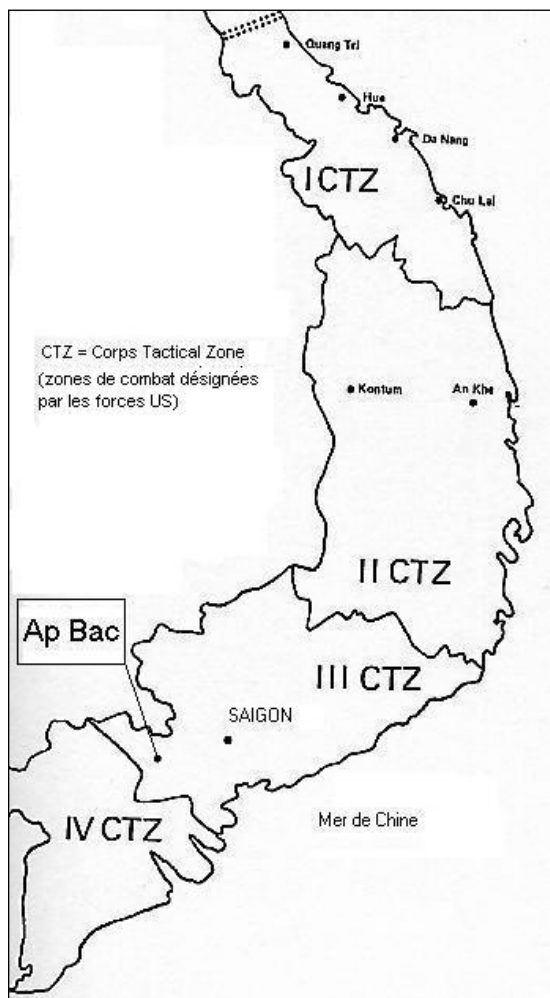 Quang Tri
Hue
Da Nang
I CTZ
Chu Lai
CTZ = Corps Tactical Zone
(zones de combat désignées
par les forces US)
Kontum
An Khe
II CTZ
Ap Bac
III CTZ
SAIGON
IV CTZ
Mer de Chine